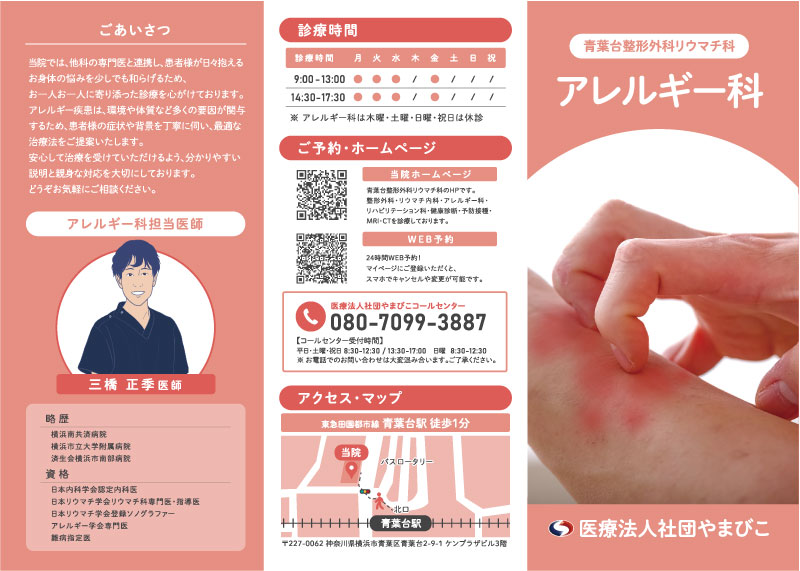 ごあいさつ
当院では、他科の専門医と連携し、患者様が日々抱える
お身体の悩みを少しでも和らげるため、
お一人お一人に寄り添った診療を心がけております。
アレルギー疾患は、環境や体質など多くの要因が関与
するため、患者様の症状や背景を丁寧に伺い、最適な
治療法をご提案いたします。
安心して治療を受けていただけるよう、分かりやすい
説明と親身な対応を大切にしております。
どうぞお気軽にご相談ください。
アレルギー科担当医師
三橋 正季医師
略歴
横浜南共済病院
横浜市立大学附属病院
済生会横浜市南部病院
資格
日本内科学会認定内科医
日本リウマチ学会リウマチ科専門医・指導医
日本リウマチ学会登録ソノグラファー
アレルギー学会専門医
難病指定医
診療時間
診療時間 月 火 水 木 金 土 日 祝
9:00-13:00 ● ● ● / ● / / /
14:30-17:30 ● ● ● / ● / / /
※ アレルギー科は木曜・土曜・日曜・祝日は休診
ご予約・ホームページ
当院ホームページ
青葉台整形外科リウマチ科のHPです。
整形外科・リウマチ内科・アレルギー科・
リハビリテーション科・健康診断・予防接種・
MRI・CTを診療しております。
WEB予約
24時間WEB予約!
マイページにご登録いただくと、
スマホでキャンセルや変更が可能です。
医療法人社団やまびこコールセンター
080-7099-3887
【コールセンター受付時間】
平日・土曜・祝日 8:30-12:30 / 13:30-17:00 日曜 8:30-12:30
※ お電話でのお問い合わせは大変混み合います。ご了承ください。
アクセス・マップ
東急田園都市線 青葉台駅 徒歩1分
当院
バスロータリー
北口
青葉台駅
〒227-0062 神奈川県横浜市青葉区青葉台2-9-1 ケンプラザビル3階
青葉台整形外科リウマチ科
アレルギー科
医療法人社団やまびこ